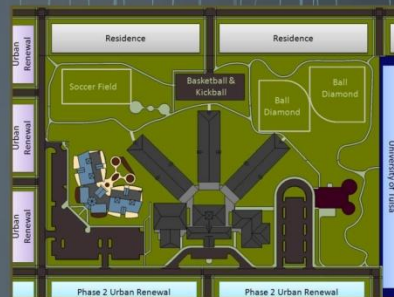 Residence
Residence
Urban
Renewal
Soccer Field
Basketball &
Kickball
Ball
Diamond
Ball
Diamond
Urban
Renewal
Urban
Renewal
University of Tulsa
Phase 2 Urban Renewal
Phase 2 Urban Renewal